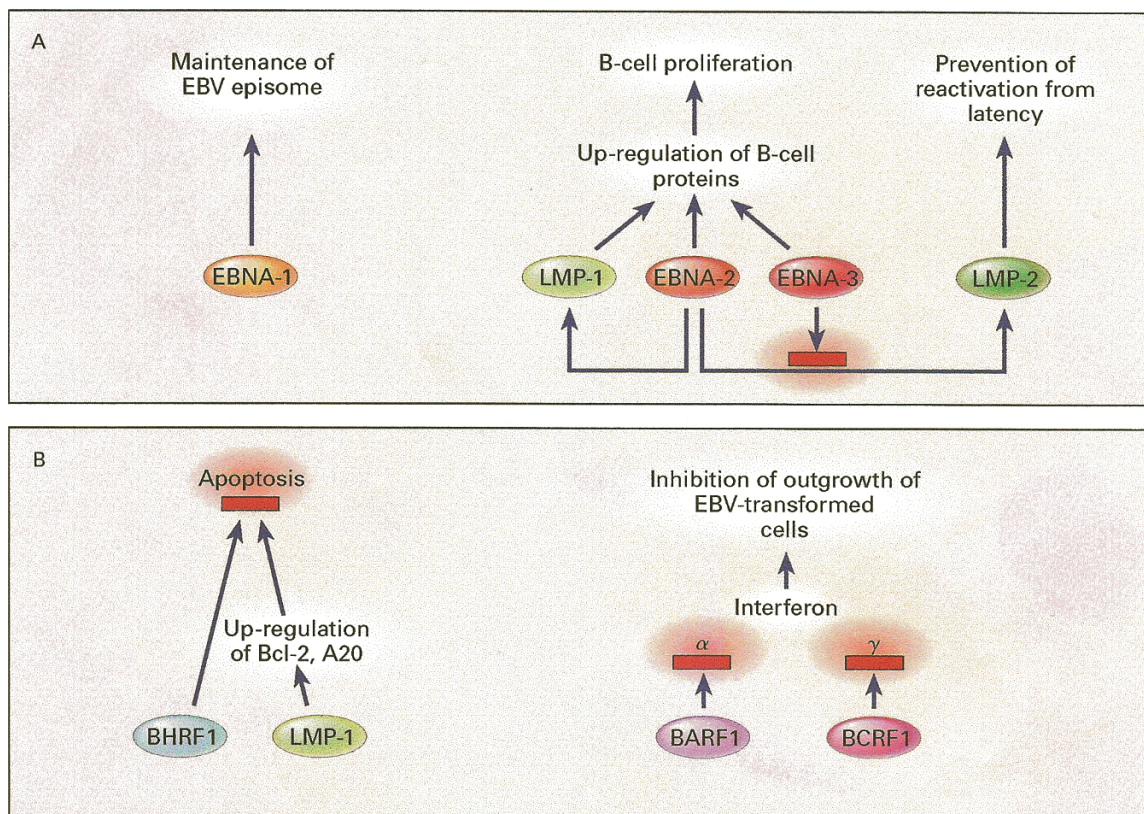 A
Maintenance of
EBV episome
B-cell proliferation
Prevention of
reactivation from
latency
Up-regulation of B-cell
proteins
EBNA-1
LMP-1
EBNA-2
EBNA-3
LMP-2
B
Apoptosis
Inhibition of outgrowth of
EBV-transformed
cells
Interferon
Up-regulation
of Bcl-2, A20
α
γ
BHRF1
LMP-1
BARF1
BCRF1